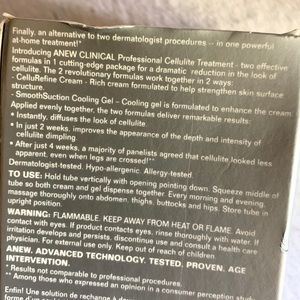 Finally, an alternative to two dermatologist procedures -- in one powerful
at-home treatment!*
Introducing ANEW CLINICAL Professional Cellulite Treatment - two effective
formulas in 1 cutting-edge package for a dramatic reduction in the look of
cellulite. The 2 revolutionary formulas work together in 2 ways:
- CelluRefine Cream - Rich cream formulated to help strengthen skin surface
structure.
- SmoothSuction Cooling Gel - Cooling gel is formulated to enhance the cream.
Applied evenly together, the two formulas deliver remarkable results:
• Instantly, diffuses the look of cellulite
• In just 2 weeks, improves the appearance of the depth and intensity of
cellulite dimpling.
• After just 4 weeks, a majority of panelists agreed that cellulite looked less
apparent, even when legs are crossed!**
Dermatologist-tested. Hypo-allergenic. Allergy-tested.
TO USE: Hold tube vertically with opening pointing down. Squeeze middle of
tube so both cream and gel dispense together. Every morning and evening,
massage thoroughly onto abdomen, thighs, buttocks and hips. Store tube in
upright position.
WARNING: FLAMMABLE. KEEP AWAY FROM HEAT OR FLAME. Avoid
contact with eyes. If product contacts eyes, rinse thoroughly with water. If
irritation develops and persists, discontinue use and consult a health care
physician. For external use only. Keep out of reach of children.
ANEW. ADVANCED TECHNOLOGY. TESTED. PROVEN. AGE
INTERVENTION.
* Results not comparable to professional procedures.
** Among those who expressed an opinion in a consumer perception study
Enfin! Une solution de rechange à